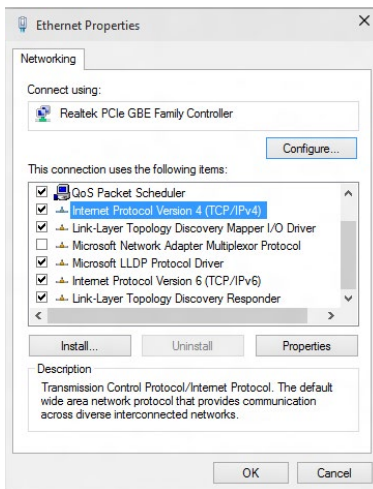 Ethernet Properties
Networking
Connect using:
Realtek PCIe GBE Family Controller
Configure...
This connection uses the following items:
QoS Packet Scheduler
Internet Protocol Version 4 (TCP/IPv4)
Link-Layer Topology Discovery Mapper I/O Driver
Microsoft Network Adapter Multiplexor Protocol
Microsoft LLDP Protocol Driver
Internet Protocol Version 6 (TCP/IPv6)
Link-Layer Topology Discovery Responder
Install... Uninstall Properties
Description
Transmission Control Protocol/Internet Protocol. The default
wide area network protocol that provides communication
across diverse interconnected networks.
OK Cancel